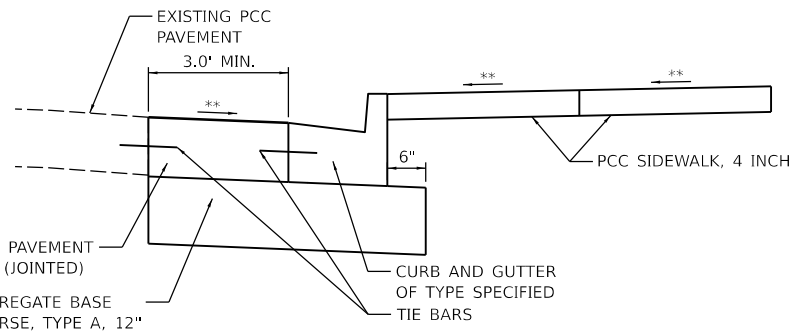 EXISTING PCC
PAVEMENT
3.0' MIN.
**
**
**
6"
PCC SIDEWALK, 4 INCH
PAVEMENT
(JOINTED)
CURB AND GUTTER
OF TYPE SPECIFIED
REGATE BASE
RSE, TYPE A, 12"
TIE BARS